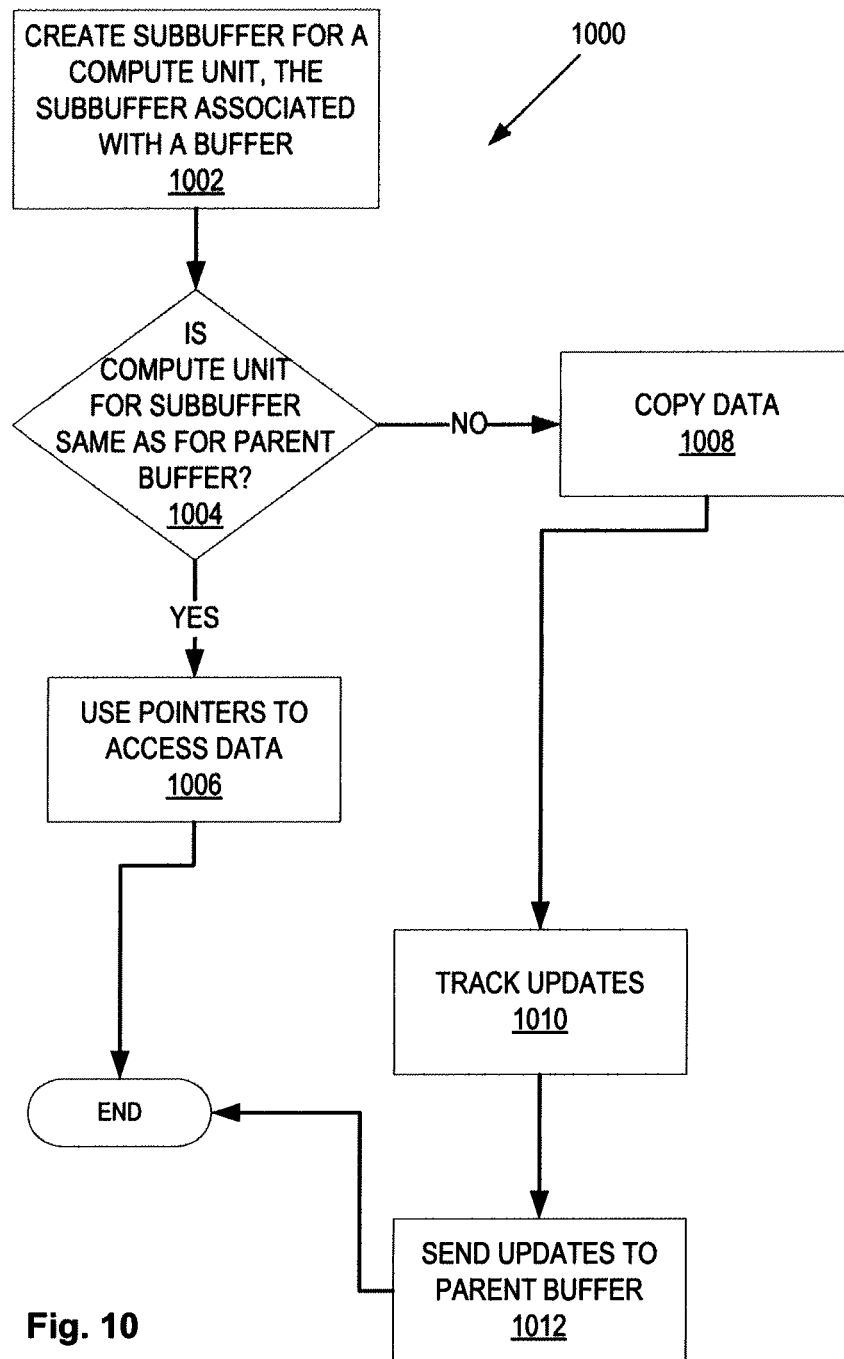 CREATE SUBBUFFER FOR A
COMPUTE UNIT, THE
SUBBUFFER ASSOCIATED
WITH A BUFFER
1002
1000
IS
COMPUTE UNIT
FOR SUBBUFFER
SAME AS FOR PARENT
BUFFER?
1004
NO
COPY DATA
1008
YES
USE POINTERS TO
ACCESS DATA
1006
TRACK UPDATES
1010
END
SEND UPDATES TO
PARENT BUFFER
1012
Fig. 10